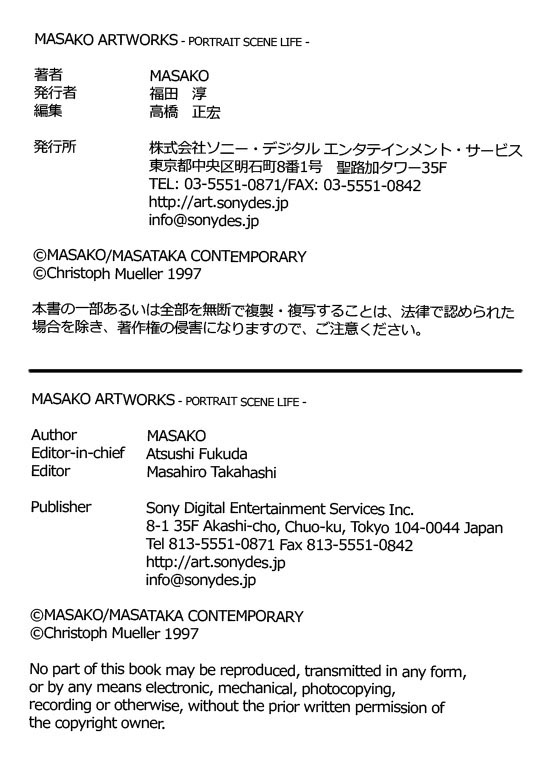 MASAKO ARTWORKS - PORTRAIT SCENE LIFE -
著者 MASAKO
発行者 福田　淳
編集 高橋　正宏
発行所 株式会社ソニー・デジタル エンタテインメント・サービス
東京都中央区明石町8番1号　聖路加タワー35F
TEL: 03-5551-0871/FAX: 03-5551-0842
http://art.sonydes.jp
info@sonydes.jp
©MASAKO/MASATAKA CONTEMPORARY
©Christoph Mueller 1997
本書の一部あるいは全部を無断で複製・複写することは、法律で認められた
場合を除き、著作権の侵害になりますので、ご注意ください。
MASAKO ARTWORKS - PORTRAIT SCENE LIFE -
Author MASAKO
Editor-in-chief Atsushi Fukuda
Editor Masahiro Takahashi
Publisher Sony Digital Entertainment Services Inc.
8-1 35F Akashi-cho, Chuo-ku, Tokyo 104-0044 Japan
Tel 813-5551-0871 Fax 813-5551-0842
http://art.sonydes.jp
info@sonydes.jp
©MASAKO/MASATAKA CONTEMPORARY
©Christoph Mueller 1997
No part of this book may be reproduced, transmitted in any form,
or by any means electronic, mechanical, photocopying,
recording or otherwise, without the prior written permission of
the copyright owner.